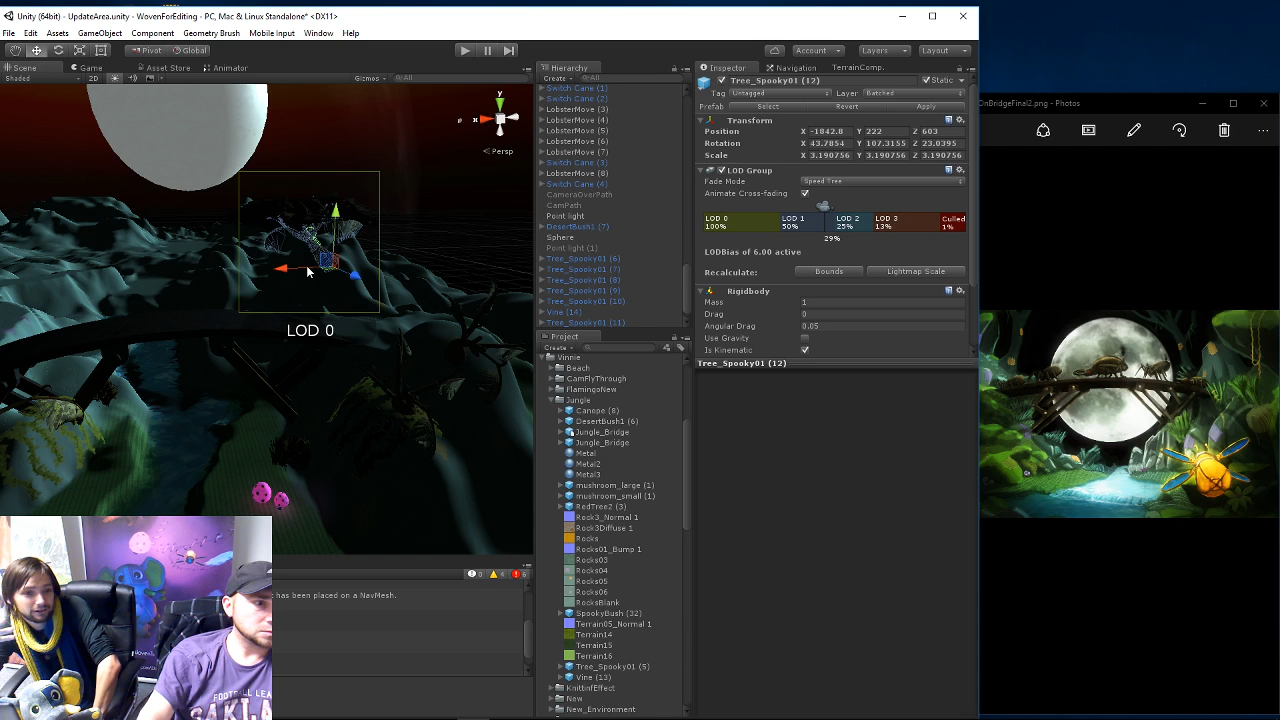 Unity (64bit) - UpdateArea.unity - WovenForEditing - PC, Mac & Linux Standalone* <DX11>
File Edit Assets GameObject Component Geometry Brush Mobile Input Window Help
Pivot Global Account Layers Layout
Scene Game Asset Store Animator
Shaded 2D Gizmos All
y
x
Persp
LOD 0
has been placed on a NavMesh.
0 4 6
Hierarchy
Create All
Switch Cane (1)
Switch Cane (2)
LobsterMove (3)
LobsterMove (4)
LobsterMove (5)
LobsterMove (6)
LobsterMove (7)
Switch Cane (3)
LobsterMove (8)
Switch Cane (4)
CameraOverPath
CamPath
Point light
DesertBush1 (7)
Sphere
Point light (1)
Tree_Spooky01 (6)
Tree_Spooky01 (7)
Tree_Spooky01 (8)
Tree_Spooky01 (9)
Tree_Spooky01 (10)
Vine (14)
Tree_Spooky01 (11)
Project
Create
Vinnie
Beach
CamFlyThrough
FlamingoNew
Jungle
Canope (8)
DesertBush1 (6)
Jungle_Bridge
Jungle_Bridge
Metal
Metal2
Metal3
mushroom_large (1)
mushroom_small (1)
RedTree2 (3)
Rock3_Normal 1
Rock3Diffuse 1
Rocks
Rocks01_Bump 1
Rocks03
Rocks04
Rocks05
Rocks06
RocksBlank
SpookyBush (32)
Terrain05_Normal 1
Terrain14
Terrain15
Terrain16
Tree_Spooky01 (5)
Vine (13)
KnittinfEffect
New
New_Environment
Inspector Navigation TerrainComp.
Tree_Spooky01 (12) Static
Tag Untagged Layer Batched
Prefab Select Revert Apply
Transform
Position X -1842.8 Y 222 Z 603
Rotation X 43.7854 Y 107.3155 Z 23.0395
Scale X 3.190756 Y 3.190756 Z 3.190756
LOD Group
Fade Mode Speed Tree
Animate Cross-fading
LOD 0 LOD 1 LOD 2 LOD 3 Culled
100% 50% 25% 13% 1%
29%
LODBias of 6.00 active
Recalculate: Bounds Lightmap Scale
Rigidbody
Mass 1
Drag 0
Angular Drag 0.05
Use Gravity
Is Kinematic
Tree_Spooky01 (12)
OnBridgeFinal2.png - Photos
FOOTBALL LEA